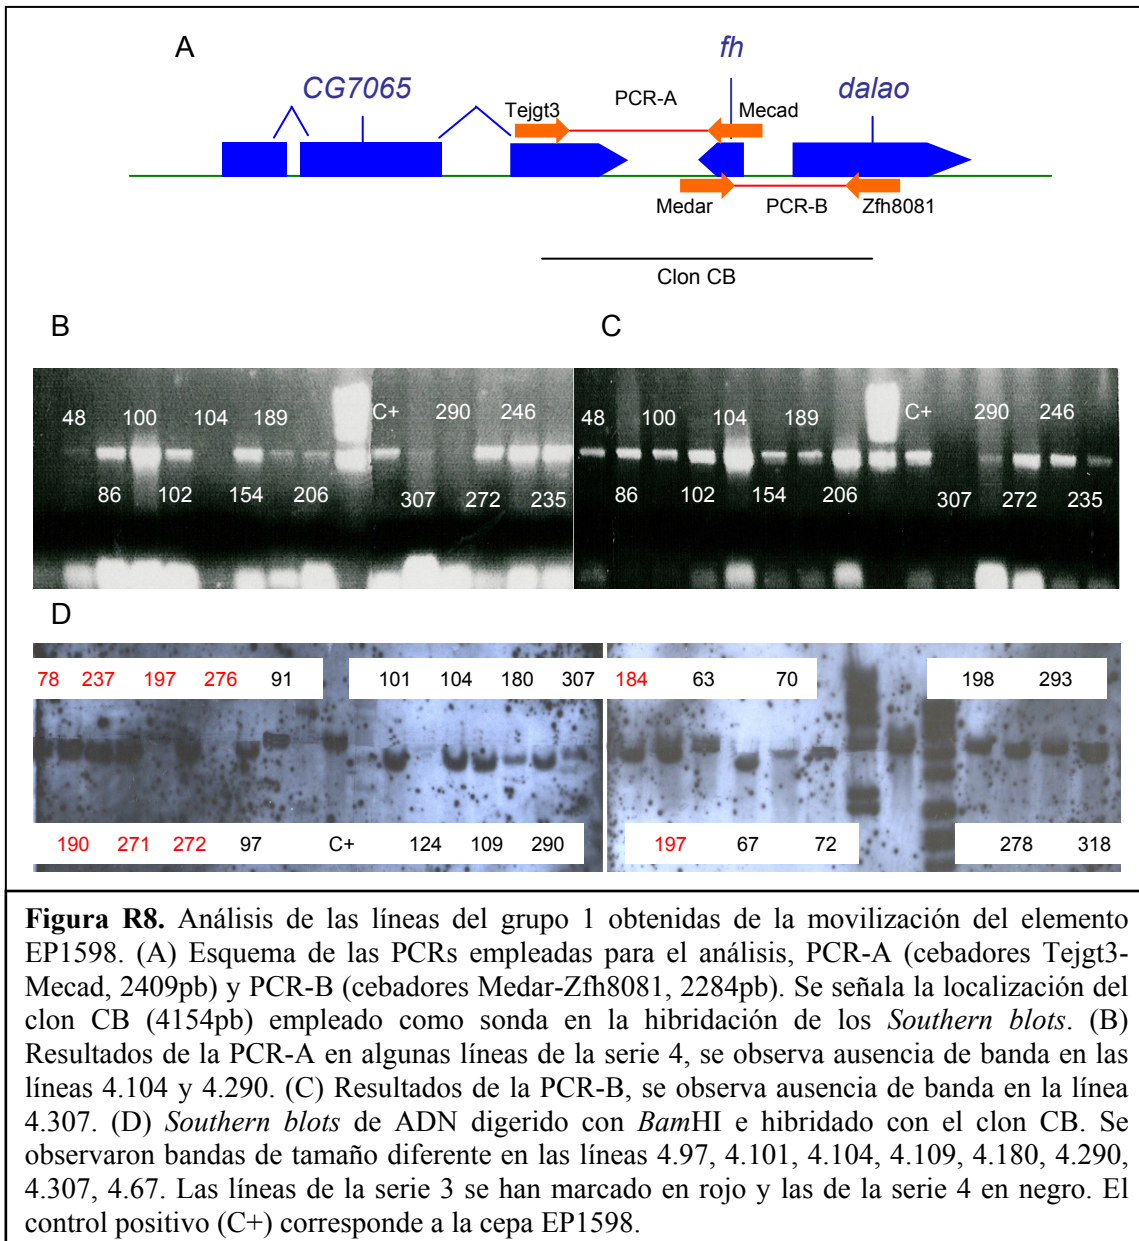 A
fh
CG7065
dalao
Tejgt3
PCR-A
Mecad
Medar
PCR-B
Zfh8081
Clon CB
B
C
48 100 104 189 C+ 290 246
86 102 154 206 307 272 235
48 100 104 189 C+ 290 246
86 102 154 206 307 272 235
D
78 237 197 276 91 101 104 180 307
190 271 272 97 C+ 124 109 290
184 63 70 198 293
197 67 72 278 318
Figura R8. Análisis de las líneas del grupo 1 obtenidas de la movilización del elemento
EP1598. (A) Esquema de las PCRs empleadas para el análisis, PCR-A (cebadores Tejgt3-
Mecad, 2409pb) y PCR-B (cebadores Medar-Zfh8081, 2284pb). Se señala la localización del
clon CB (4154pb) empleado como sonda en la hibridación de los Southern blots. (B)
Resultados de la PCR-A en algunas líneas de la serie 4, se observa ausencia de banda en las
líneas 4.104 y 4.290. (C) Resultados de la PCR-B, se observa ausencia de banda en la línea
4.307. (D) Southern blots de ADN digerido con BamHI e hibridado con el clon CB. Se
observaron bandas de tamaño diferente en las líneas 4.97, 4.101, 4.104, 4.109, 4.180, 4.290,
4.307, 4.67. Las líneas de la serie 3 se han marcado en rojo y las de la serie 4 en negro. El
control positivo (C+) corresponde a la cepa EP1598.